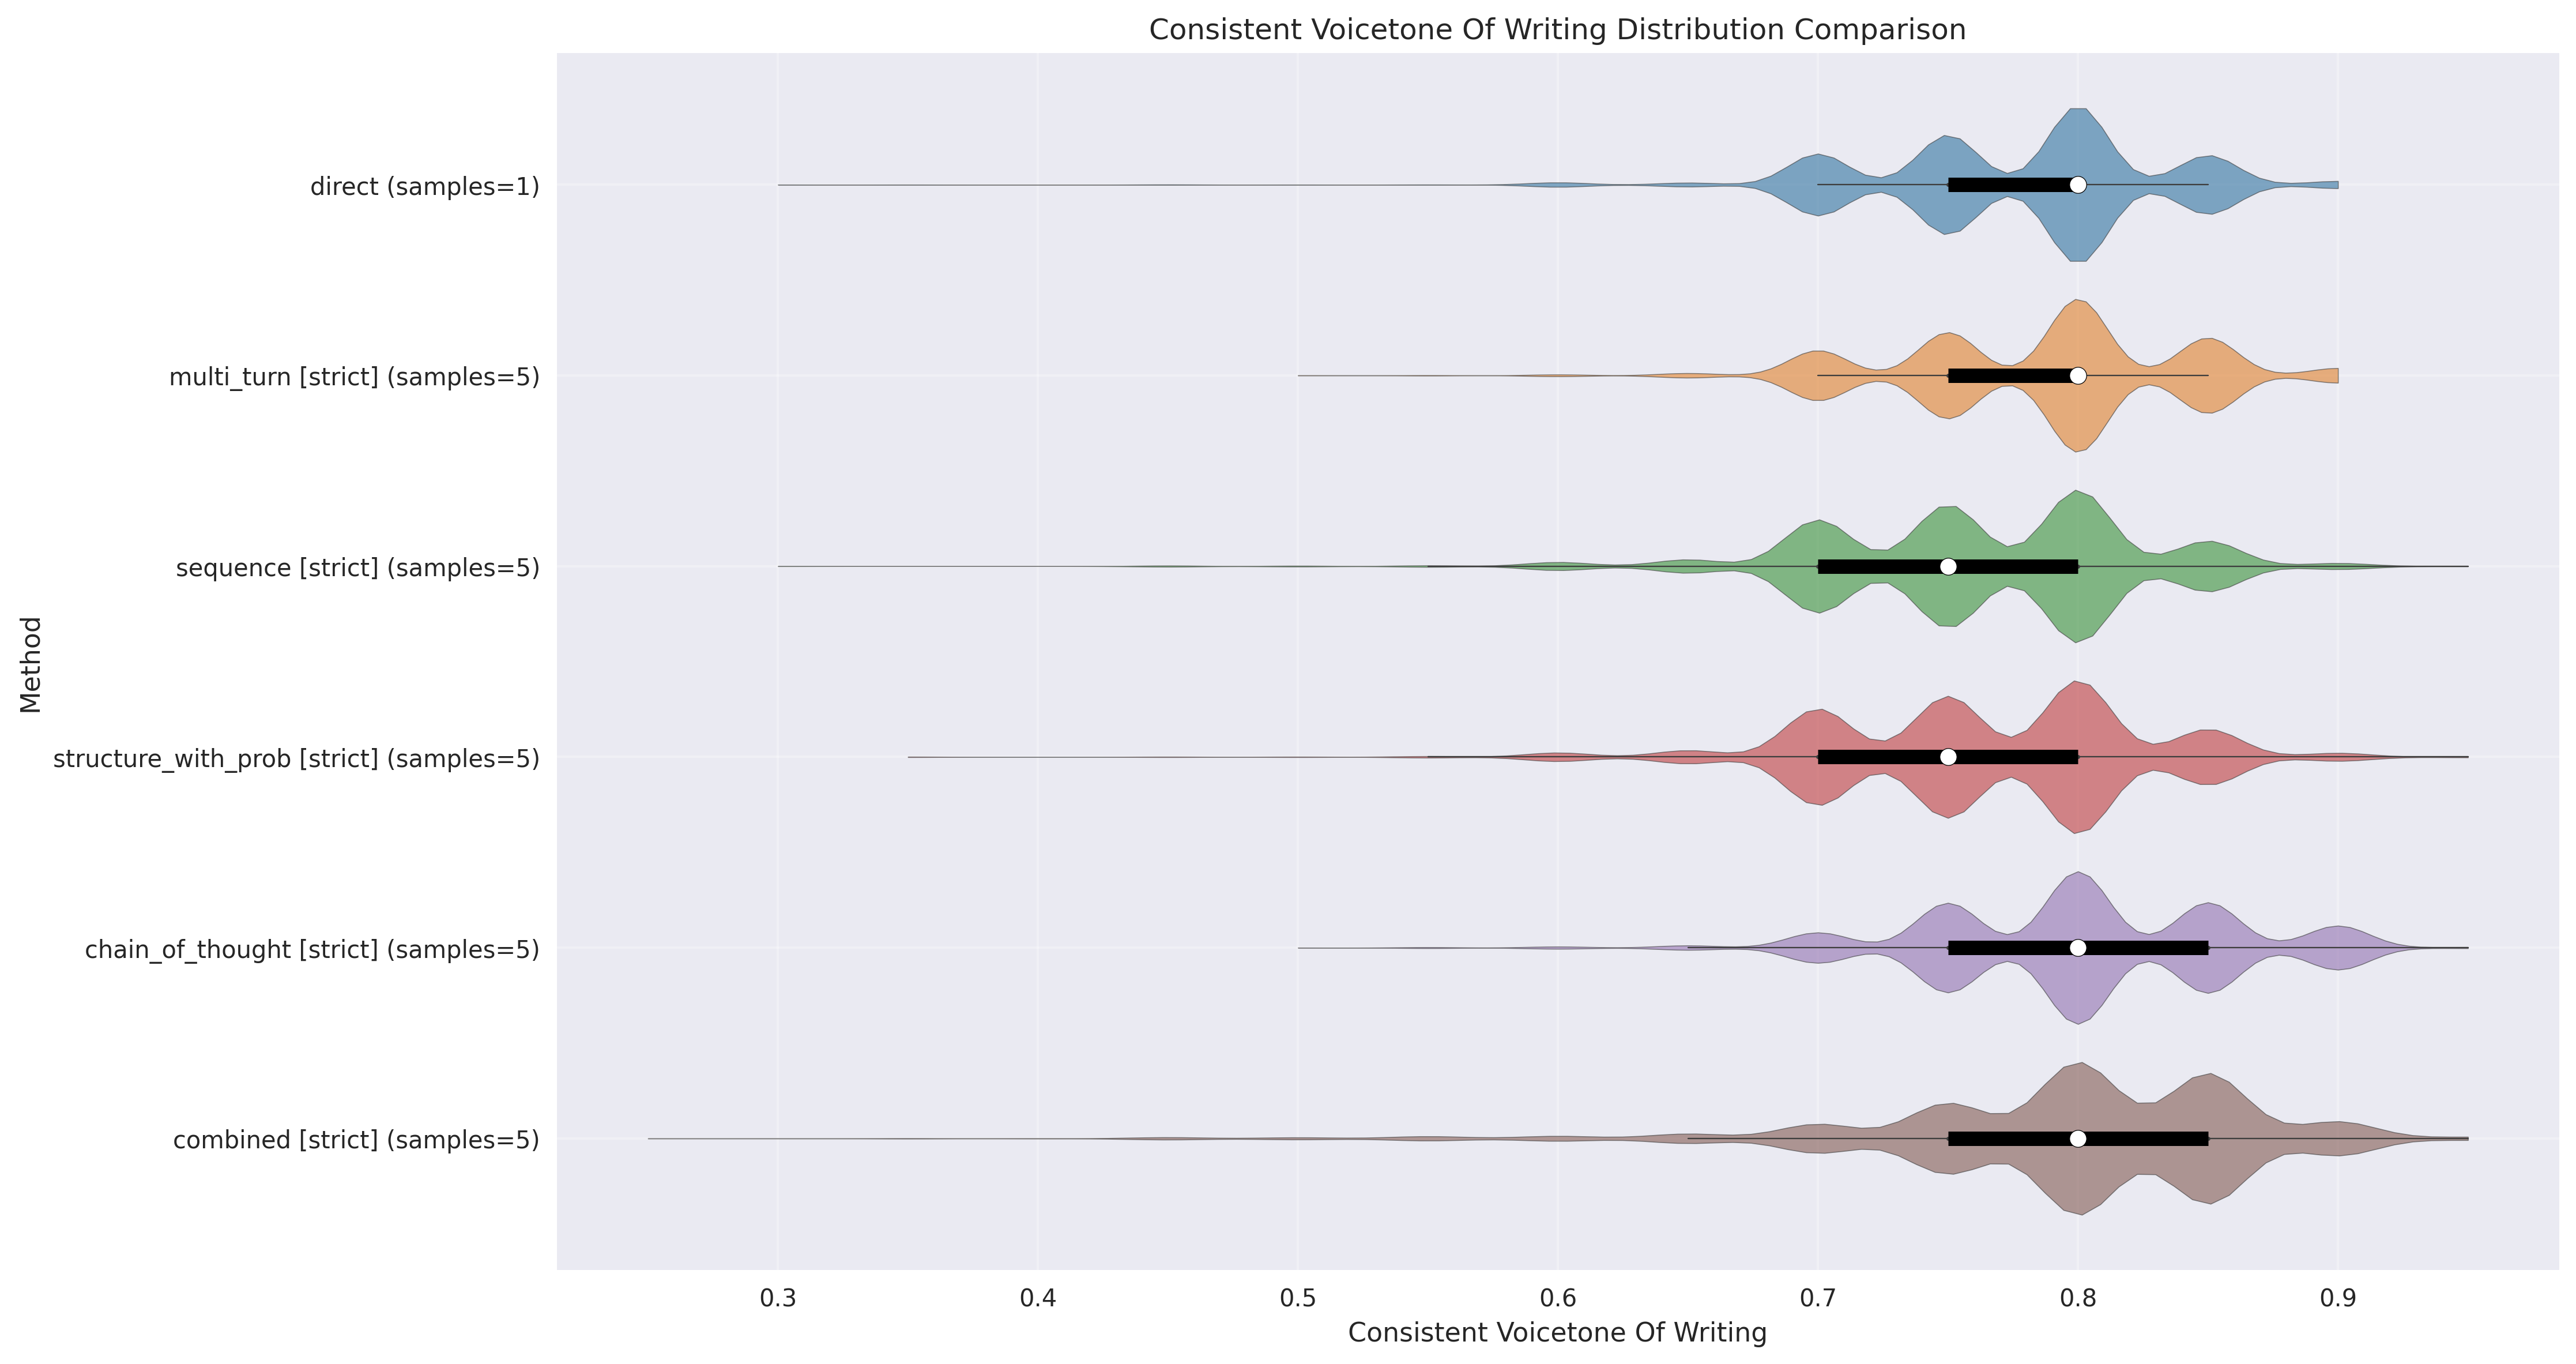 Consistent Voicetone Of Writing Distribution Comparison
direct (samples=1)
multi_turn [strict] (samples=5)
sequence [strict] (samples=5)
structure_with_prob [strict] (samples=5)
chain_of_thought [strict] (samples=5)
combined [strict] (samples=5)
Method
0.3 0.4 0.5 0.6 0.7 0.8 0.9
Consistent Voicetone Of Writing